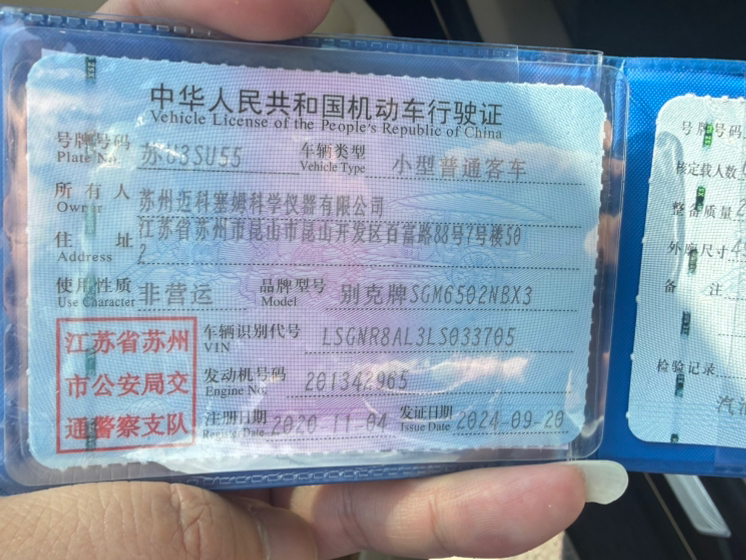 中华人民共和国机动车行驶证
Vehicle License of the People's Republic of China
号牌号码 苏U3SU55 车辆类型 小型普通客车
Plate No. Vehicle Type
所有人 苏州迈科塞姆科学仪器有限公司
Owner
住址 江苏省苏州市昆山市昆山开发区百富路88号7号楼50
Address 2
使用性质 非营运 品牌型号 别克牌SGM6502NBX3
Use Character Model
江苏省苏州
市公安局交
通警察支队
车辆识别代号 LSGNR8AL3LS033705
VIN
发动机号码 201342965
Engine No.
注册日期 2020-11-04 发证日期 2024-09-20
Register Date Issue Date
号牌号码
核定载人数
整备质量
外廓尺寸
备注
检验记录